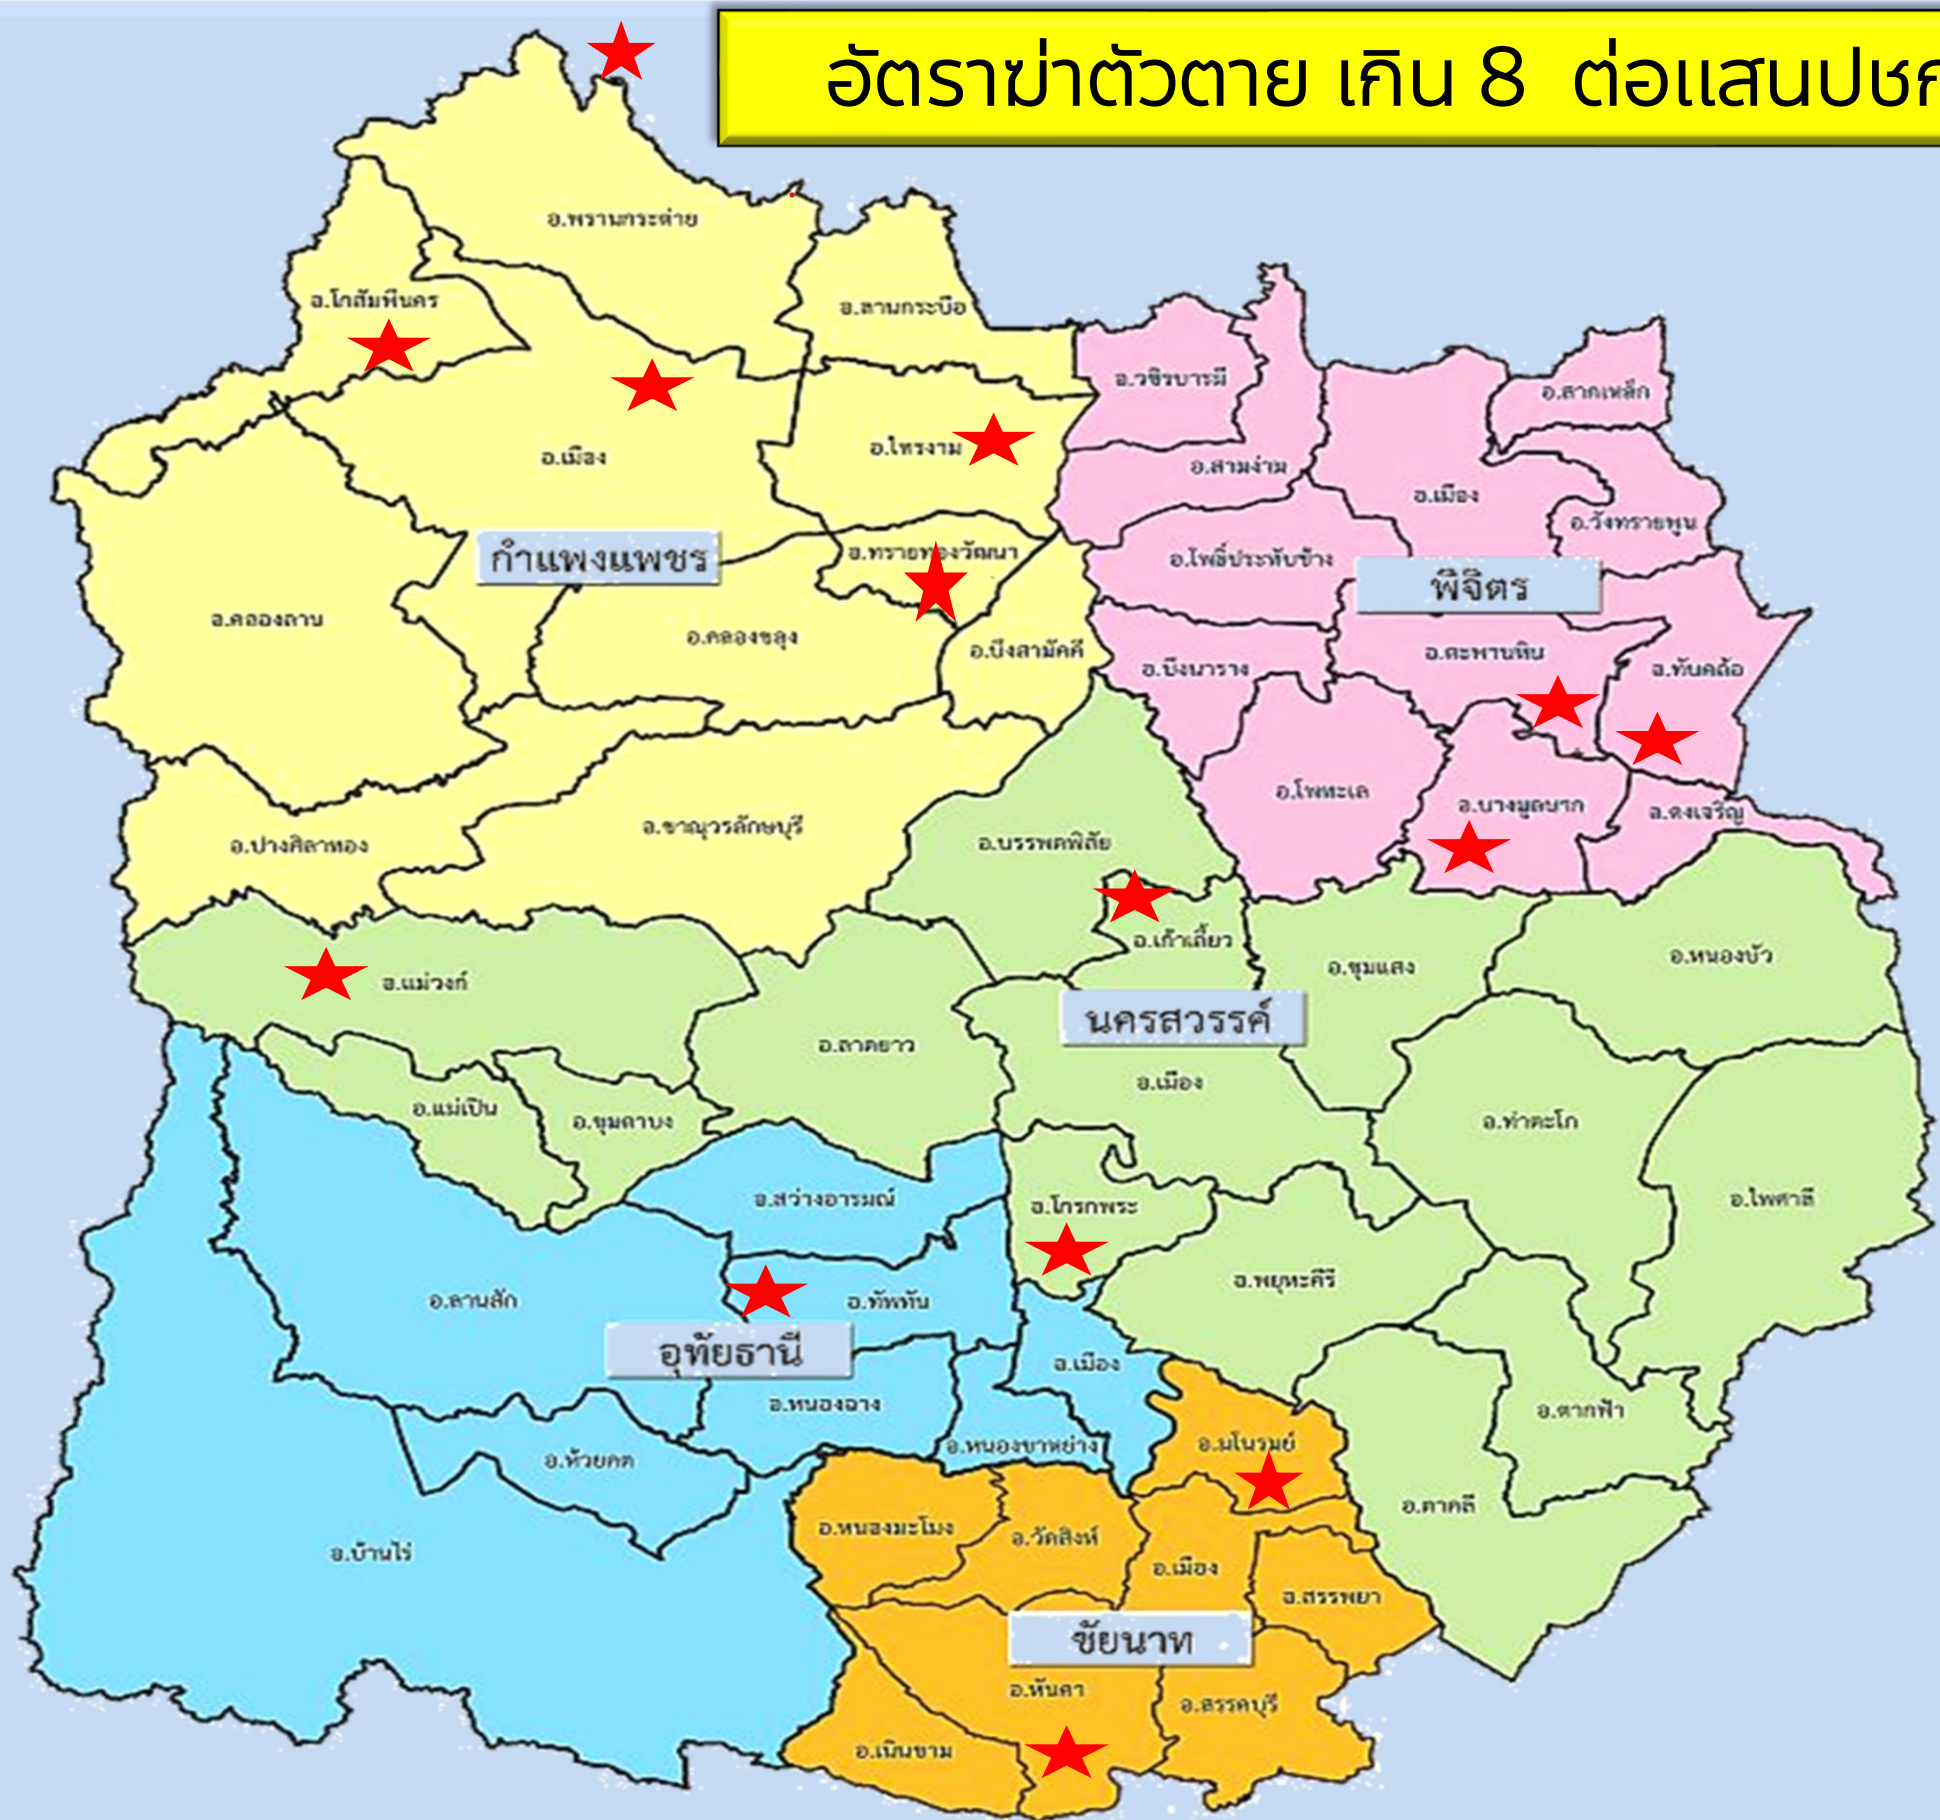 อัตราฆ่าตัวตาย เกิน 8 ต่อแสนปชก
อ.พรานกระต่าย
อ.โกสัมพีนคร
อ.ลานกระบือ
อ.เมือง
อ.ไทรงาม
กำแพงแพชร
อ.ทรายทองวัฒนา
อ.คลองลาน
อ.คลองขลุง
อ.บึงสามัคคี
อ.ปางศิลาทอง
อ.ขาณุวรลักษบุรี
อ.วชิรบารมี
อ.สากเหล็ก
อ.สามง่าม
อ.เมือง
อ.วังทรายพูน
อ.โพธิ์ประทับช้าง
พิจิตร
อ.ตะพานหิน
อ.ทับคล้อ
อ.บึงนาราง
อ.โพทะเล
อ.บางมูลนาก
อ.ดงเจริญ
อ.บรรพตพิสัย
อ.เก้าเลี้ยว
อ.ชุมแสง
อ.หนองบัว
อ.แม่วงก์
นครสวรรค์
อ.ลาดยาว
อ.เมือง
อ.แม่เปิน
อ.ชุมตาบง
อ.ท่าตะโก
อ.ไพศาลี
อ.โกรกพระ
อ.พยุหะคีรี
อ.ตากฟ้า
อ.ตาคลี
อ.สว่างอารมณ์
อ.ลานสัก
อ.ทัพทัน
อุทัยธานี
อ.เมือง
อ.หนองฉาง
อ.หนองขาหย่าง
อ.ห้วยคต
อ.บ้านไร่
อ.มโนรมย์
อ.หนองมะโมง
อ.วัดสิงห์
อ.เมือง
อ.สรรพยา
ชัยนาท
อ.หันคา
อ.สรรคบุรี
อ.เนินขาม